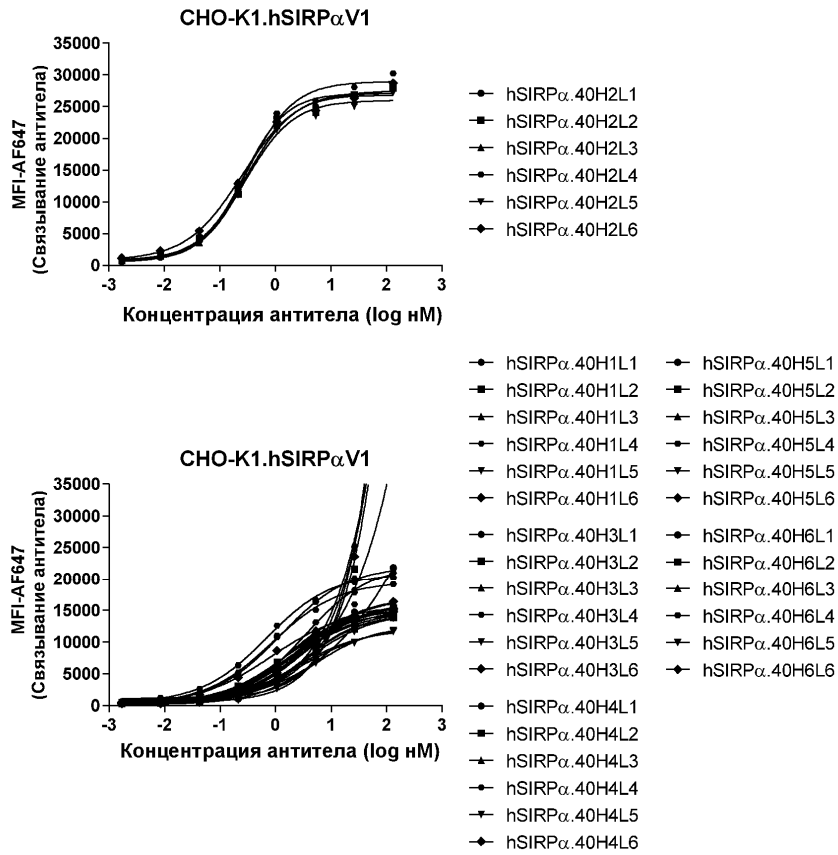 CHO-K1.hSIRPαV1
MFI-AF647
(Связывание антитела)
35000
30000
25000
20000
15000
10000
5000
0
-3 -2 -1 0 1 2 3
Концентрация антитела (log нМ)
hSIRPα.40H2L1
hSIRPα.40H2L2
hSIRPα.40H2L3
hSIRPα.40H2L4
hSIRPα.40H2L5
hSIRPα.40H2L6
CHO-K1.hSIRPαV1
MFI-AF647
(Связывание антитела)
35000
30000
25000
20000
15000
10000
5000
0
-3 -2 -1 0 1 2 3
Концентрация антитела (log нМ)
hSIRPα.40H1L1
hSIRPα.40H1L2
hSIRPα.40H1L3
hSIRPα.40H1L4
hSIRPα.40H1L5
hSIRPα.40H1L6
hSIRPα.40H3L1
hSIRPα.40H3L2
hSIRPα.40H3L3
hSIRPα.40H3L4
hSIRPα.40H3L5
hSIRPα.40H3L6
hSIRPα.40H4L1
hSIRPα.40H4L2
hSIRPα.40H4L3
hSIRPα.40H4L4
hSIRPα.40H4L5
hSIRPα.40H4L6
hSIRPα.40H5L1
hSIRPα.40H5L2
hSIRPα.40H5L3
hSIRPα.40H5L4
hSIRPα.40H5L5
hSIRPα.40H5L6
hSIRPα.40H6L1
hSIRPα.40H6L2
hSIRPα.40H6L3
hSIRPα.40H6L4
hSIRPα.40H6L5
hSIRPα.40H6L6